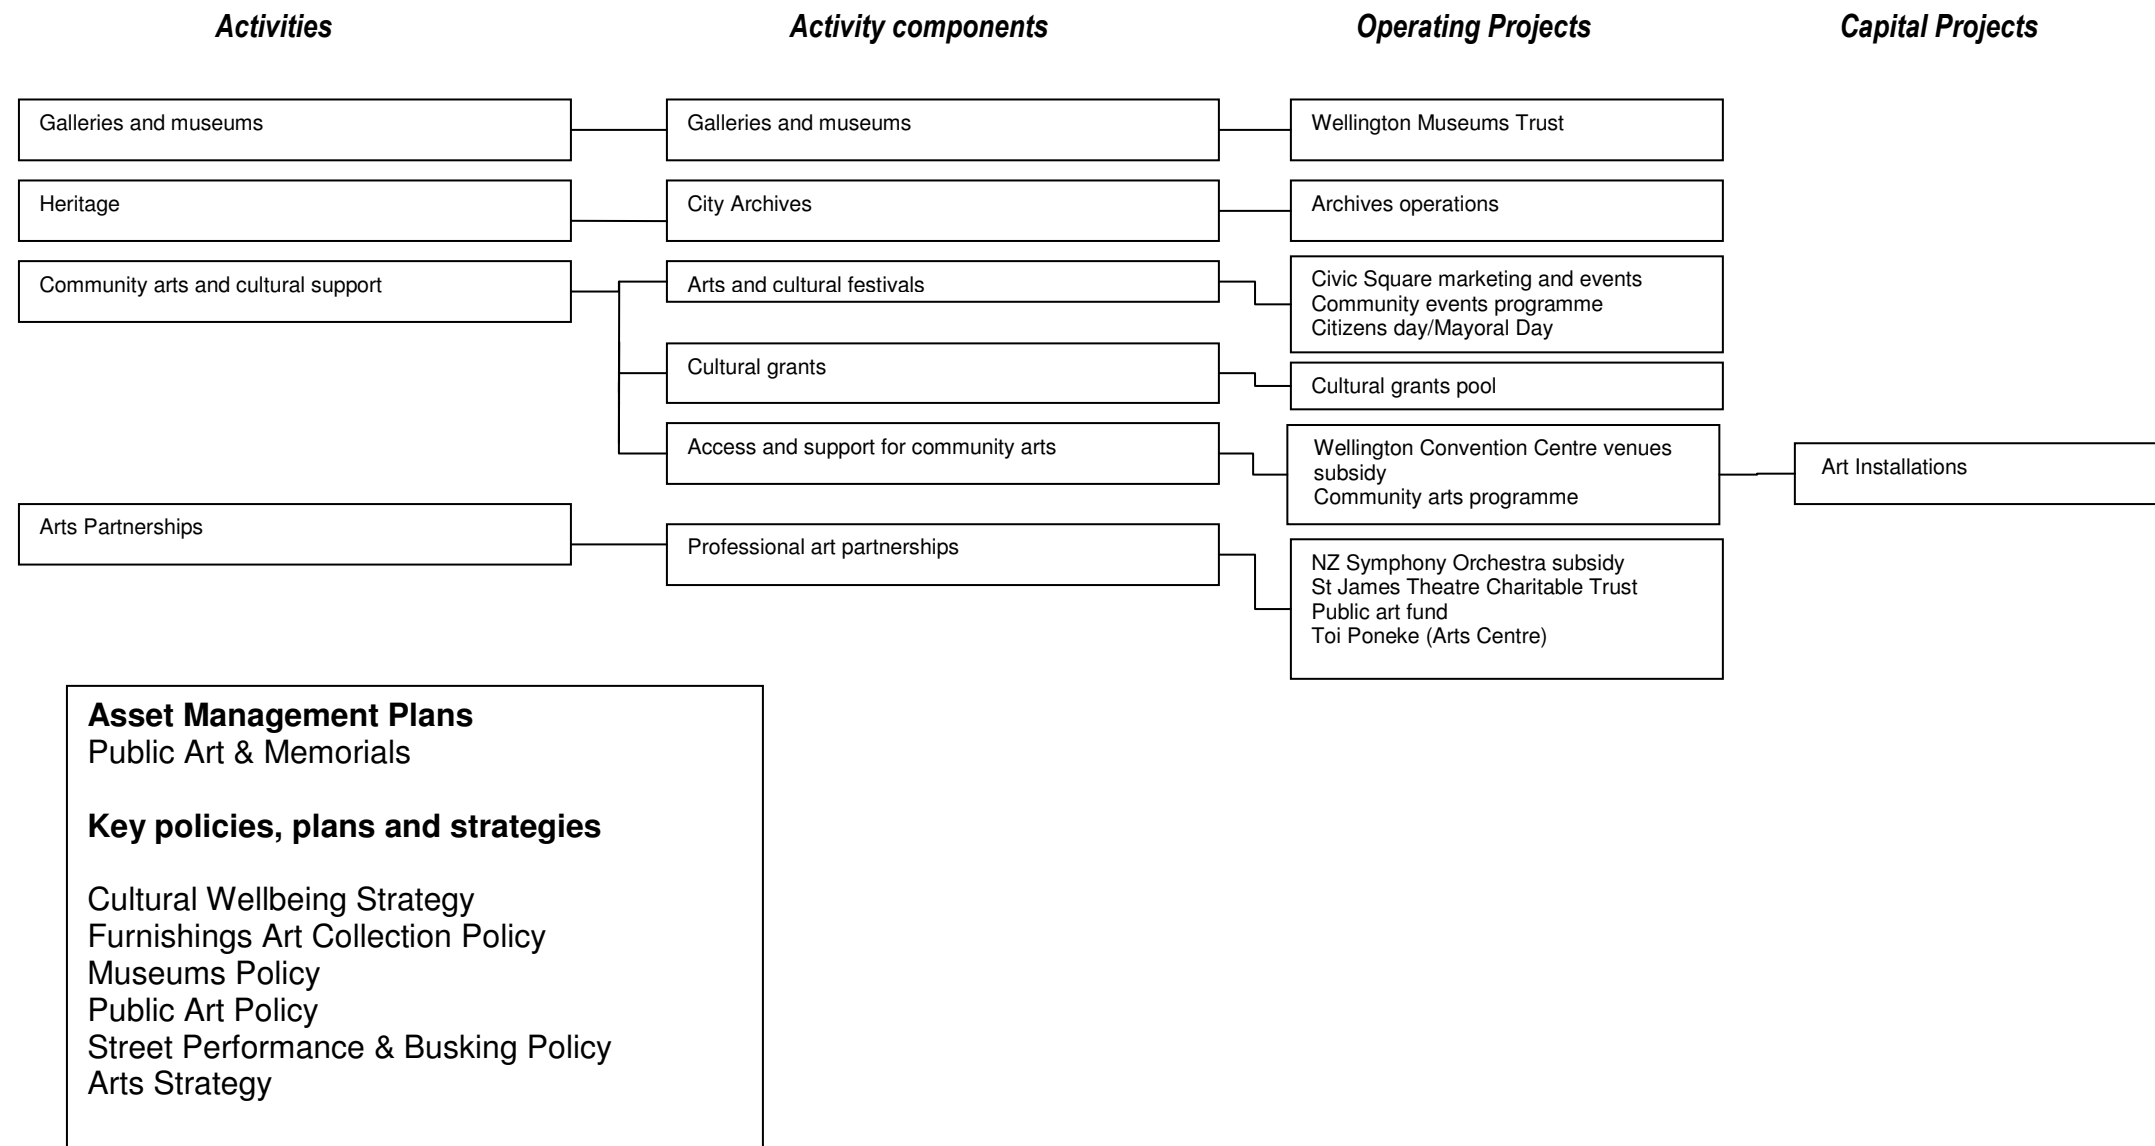 Activities
Activity components
Operating Projects
Capital Projects
Galleries and museums
Galleries and museums
Wellington Museums Trust
Heritage
City Archives
Archives operations
Community arts and cultural support
Arts and cultural festivals
Civic Square marketing and events
Community events programme
Citizens day/Mayoral Day
Cultural grants
Cultural grants pool
Access and support for community arts
Wellington Convention Centre venues
subsidy
Community arts programme
Art Installations
Arts Partnerships
Professional art partnerships
NZ Symphony Orchestra subsidy
St James Theatre Charitable Trust
Public art fund
Toi Poneke (Arts Centre)
Asset Management Plans
Public Art & Memorials
Key policies, plans and strategies
Cultural Wellbeing Strategy
Furnishings Art Collection Policy
Museums Policy
Public Art Policy
Street Performance & Busking Policy
Arts Strategy